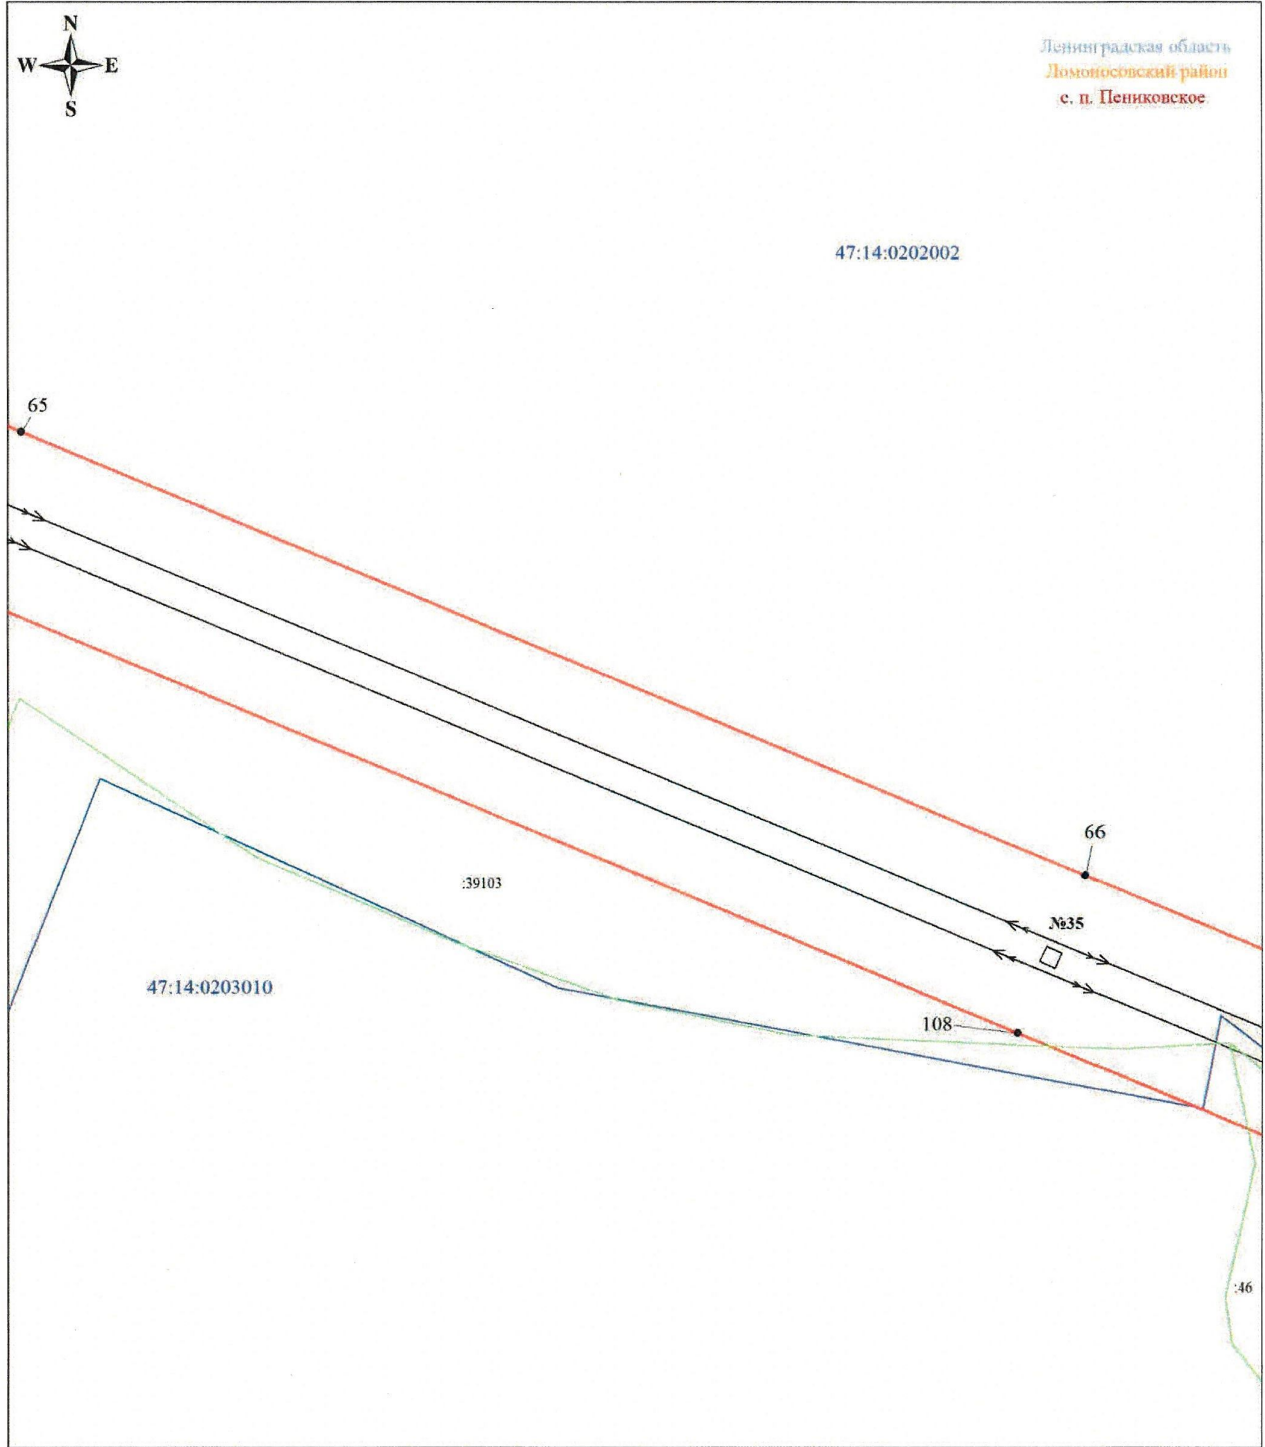 N
W E
S
Ленинградская область
Ломоносовский район
с. п. Пениковское
47:14:0202002
65
66
:39103
№35
47:14:0203010
108
:46